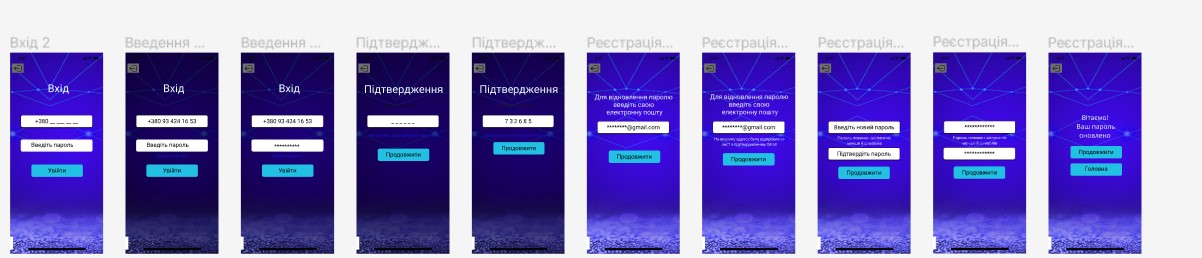 Вхід 2
Введення ...
Введення ...
Підтвердж...
Підтвердж...
Реєстрація...
Реєстрація...
Реєстрація...
Реєстрація...
Реєстрація...
Вхід
+380 __ ___ __ __
Введіть пароль
Увійти
Вхід
+380 93 424 16 53
Введіть пароль
Увійти
Вхід
+380 93 424 16 53
***********
Увійти
Підтвердження
_ _ _ _ _ _
Продовжити
Підтвердження
7 3 2 6 8 5
Продовжити
Для відновлення паролю
введіть свою
електронну пошту
********@gmail.com
Продовжити
Для відновлення паролю
введіть свою
електронну пошту
********@gmail.com
Продовжити
Введіть новий пароль
Підтвердіть пароль
Продовжити
************
************
Продовжити
Вітаємо!
Ваш пароль
оновлено
Продовжити
Головна